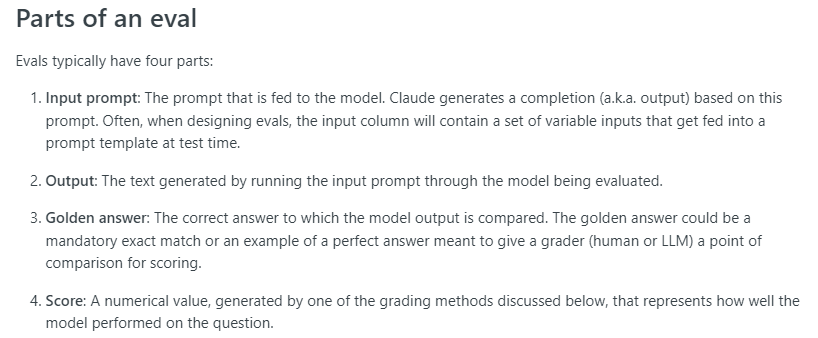 Parts of an eval
Evals typically have four parts:
1. Input prompt: The prompt that is fed to the model. Claude generates a completion (a.k.a. output) based on this
prompt. Often, when designing evals, the input column will contain a set of variable inputs that get fed into a
prompt template at test time.
2. Output: The text generated by running the input prompt through the model being evaluated.
3. Golden answer: The correct answer to which the model output is compared. The golden answer could be a
mandatory exact match or an example of a perfect answer meant to give a grader (human or LLM) a point of
comparison for scoring.
4. Score: A numerical value, generated by one of the grading methods discussed below, that represents how well the
model performed on the question.